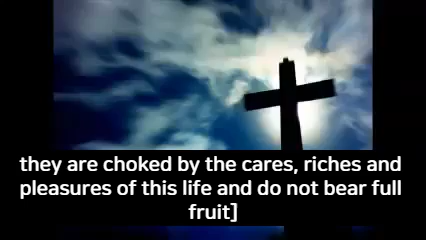 they are choked by the cares, riches and
pleasures of this life and do not bear full
fruit]